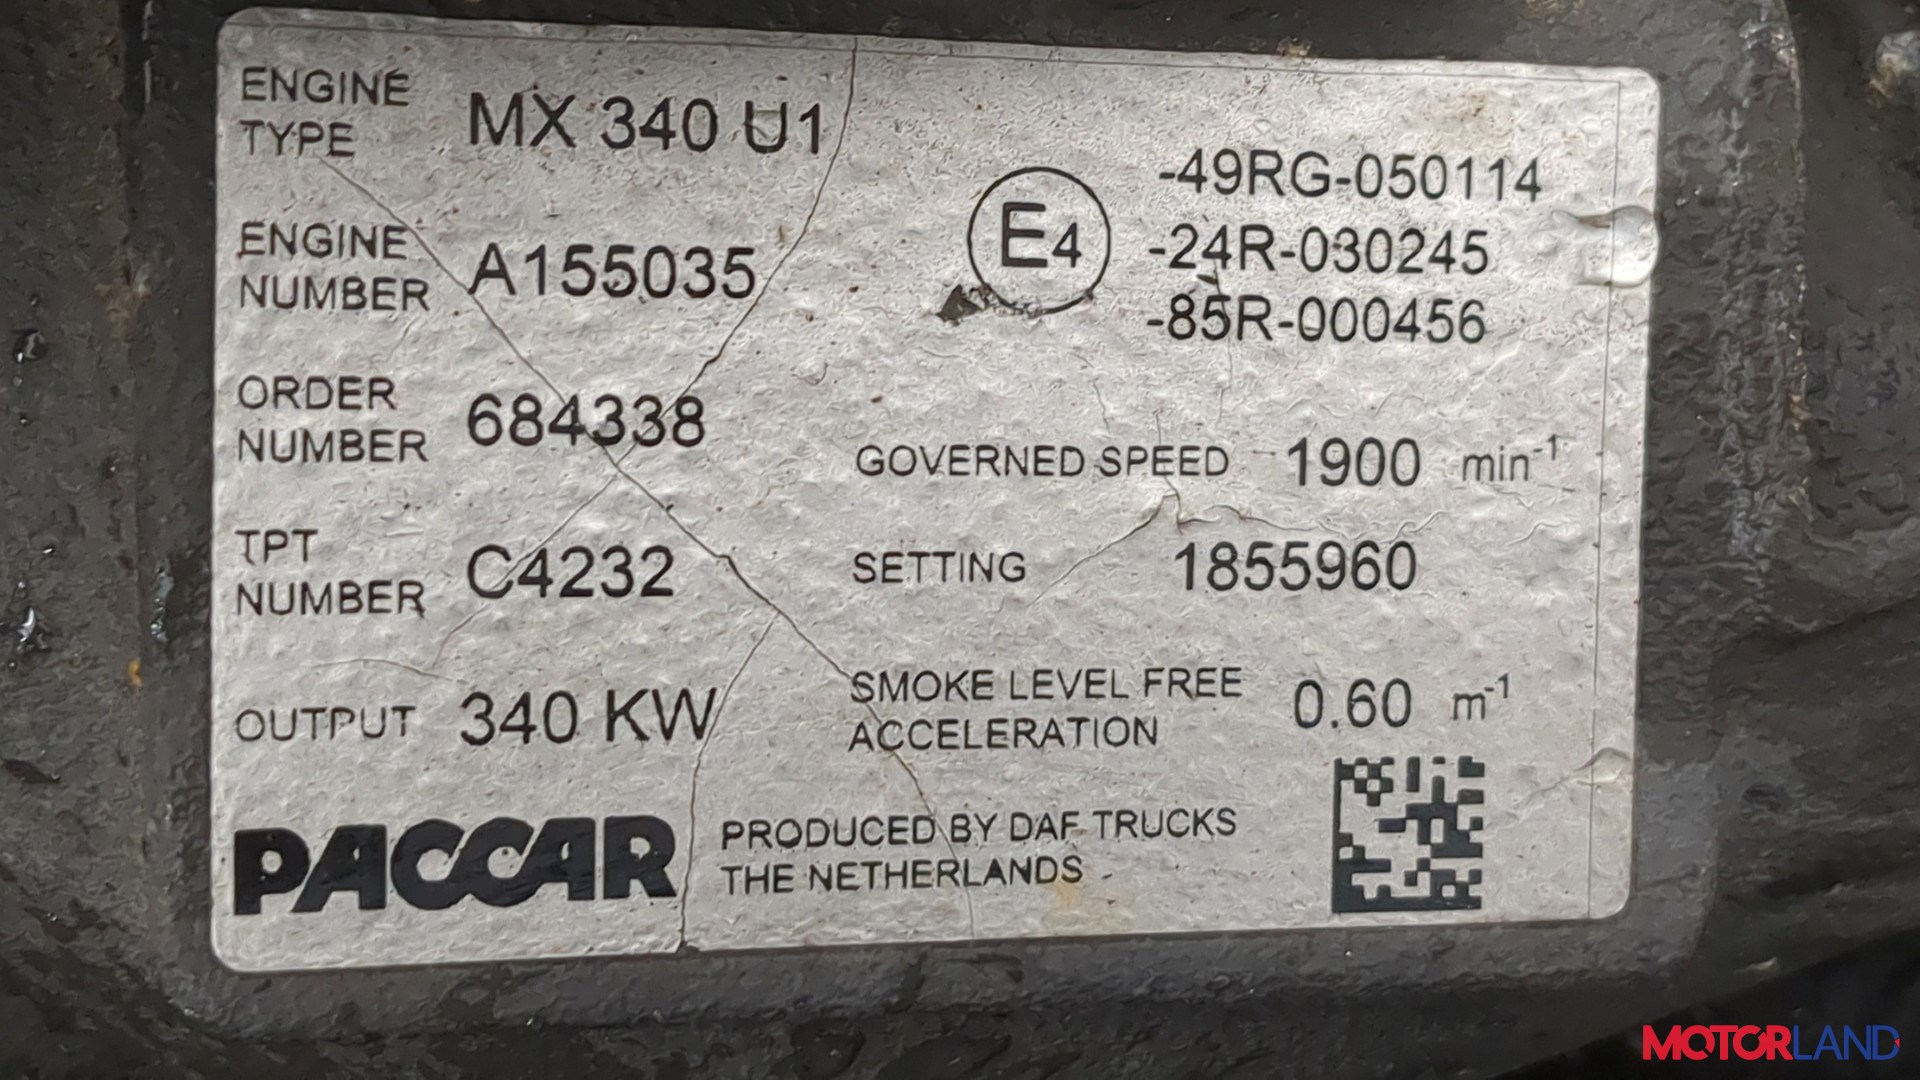 ENGINE TYPE MX 340 U1
ENGINE NUMBER A155035
ORDER NUMBER 684338
TPT NUMBER C4232
OUTPUT 340 KW
E4
-49RG-050114
-24R-030245
-85R-000456
GOVERNED SPEED 1900 min-1
SETTING 1855960
SMOKE LEVEL FREE ACCELERATION 0.60 m-1
PACCAR
PRODUCED BY DAF TRUCKS
THE NETHERLANDS
MOTORLAND